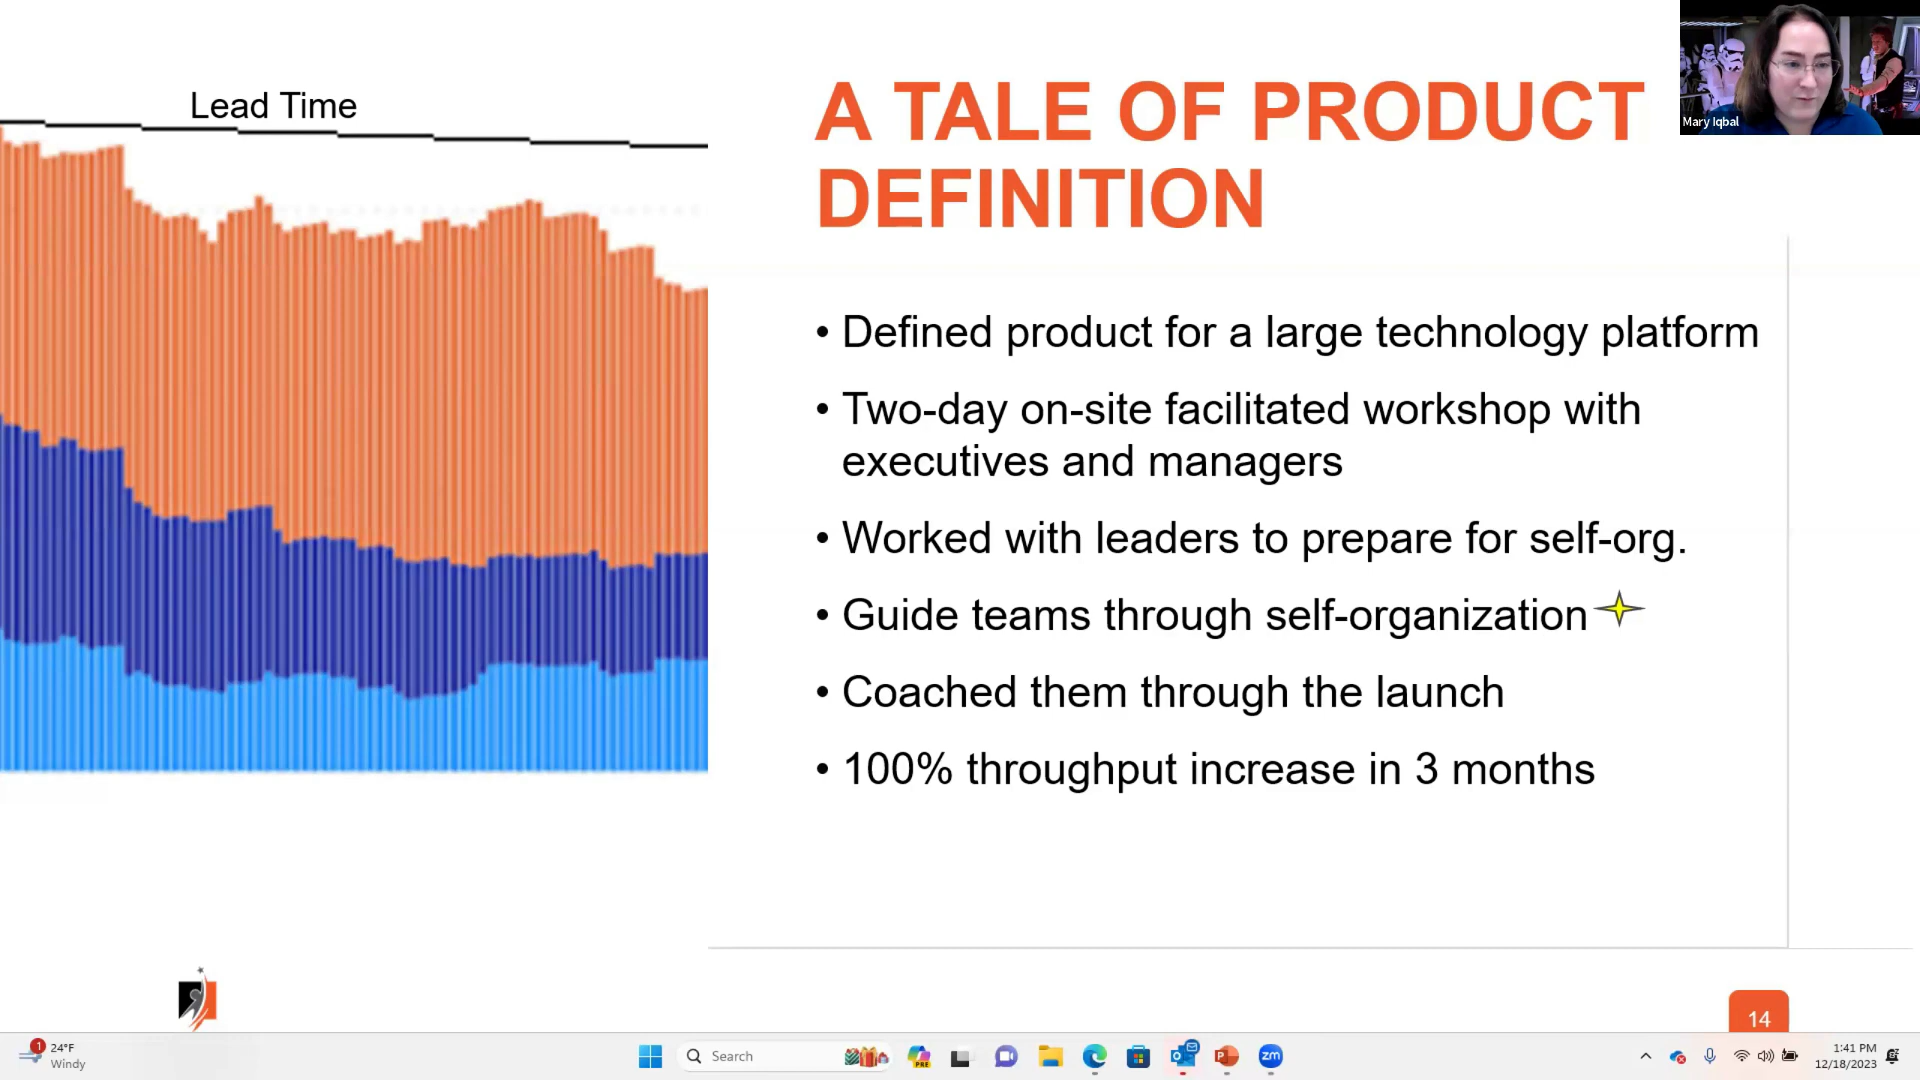 Lead Time
A TALE OF PRODUCT
DEFINITION
Mary Iqbal
• Defined product for a large technology platform
• Two-day on-site facilitated workshop with
executives and managers
• Worked with leaders to prepare for self-org.
• Guide teams through self-organization
• Coached them through the launch
• 100% throughput increase in 3 months
14
1
24°F
Windy
Search
PRE
zm
1:41 PM
12/18/2023